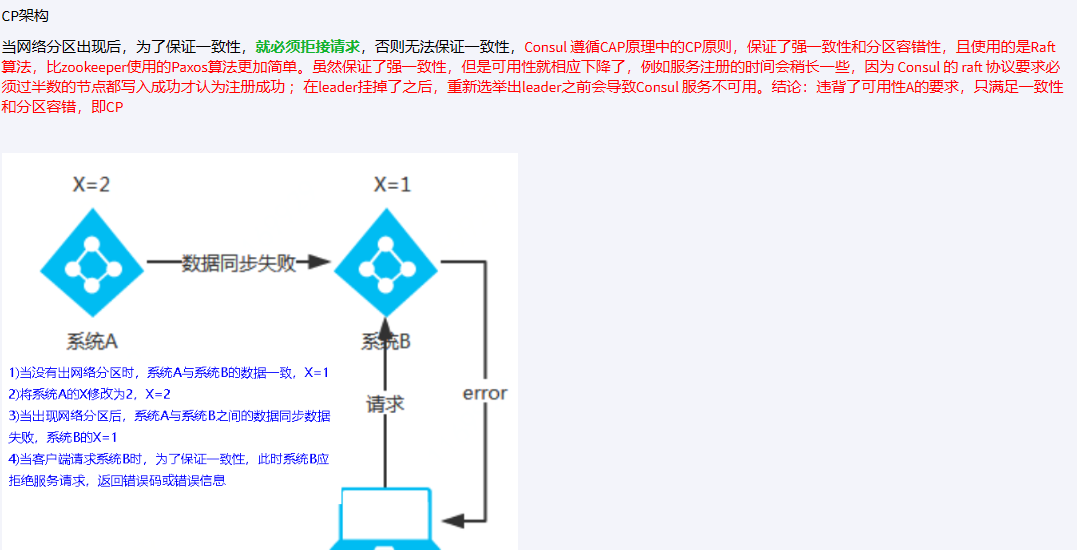 CP架构
当网络分区出现后，为了保证一致性，就必须拒接请求，否则无法保证一致性，Consul 遵循CAP原理中的CP原则，保证了强一致性和分区容错性，且使用的是Raft
算法，比zookeeper使用的Paxos算法更加简单。虽然保证了强一致性，但是可用性就相应下降了，例如服务注册的时间会稍长一些，因为 Consul 的 raft 协议要求必
须过半数的节点都写入成功才认为注册成功 ；在leader挂掉了之后，重新选举出leader之前会导致Consul 服务不可用。结论：违背了可用性A的要求，只满足一致性
和分区容错，即CP
X=2
X=1
数据同步失败
系统A
系统B
1)当没有出网络分区时，系统A与系统B的数据一致，X=1
2)将系统A的X修改为2，X=2
3)当出现网络分区后，系统A与系统B之间的数据同步数据
失败，系统B的X=1
4)当客户端请求系统B时，为了保证一致性，此时系统B应
拒绝服务请求，返回错误码或错误信息
请求
error